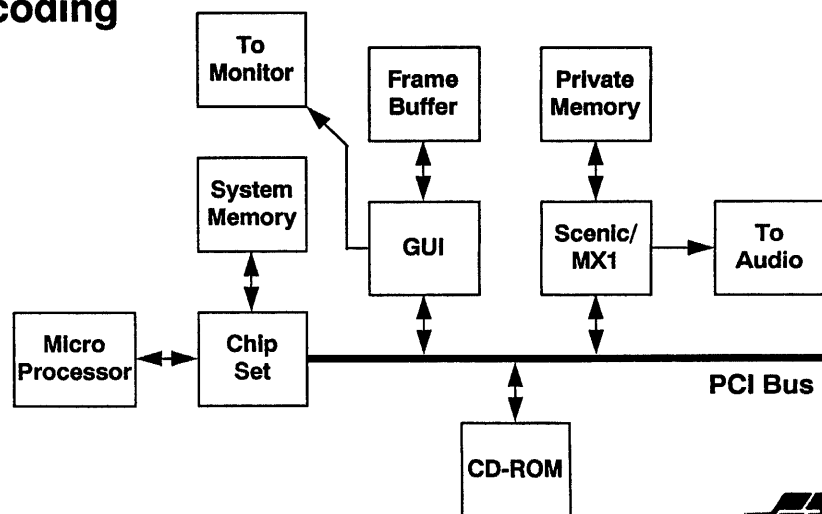 coding
To
Monitor
Frame
Buffer
Private
Memory
System
Memory
GUI
Scenic/
MX1
To
Audio
Micro
Processor
Chip
Set
PCI Bus
CD-ROM